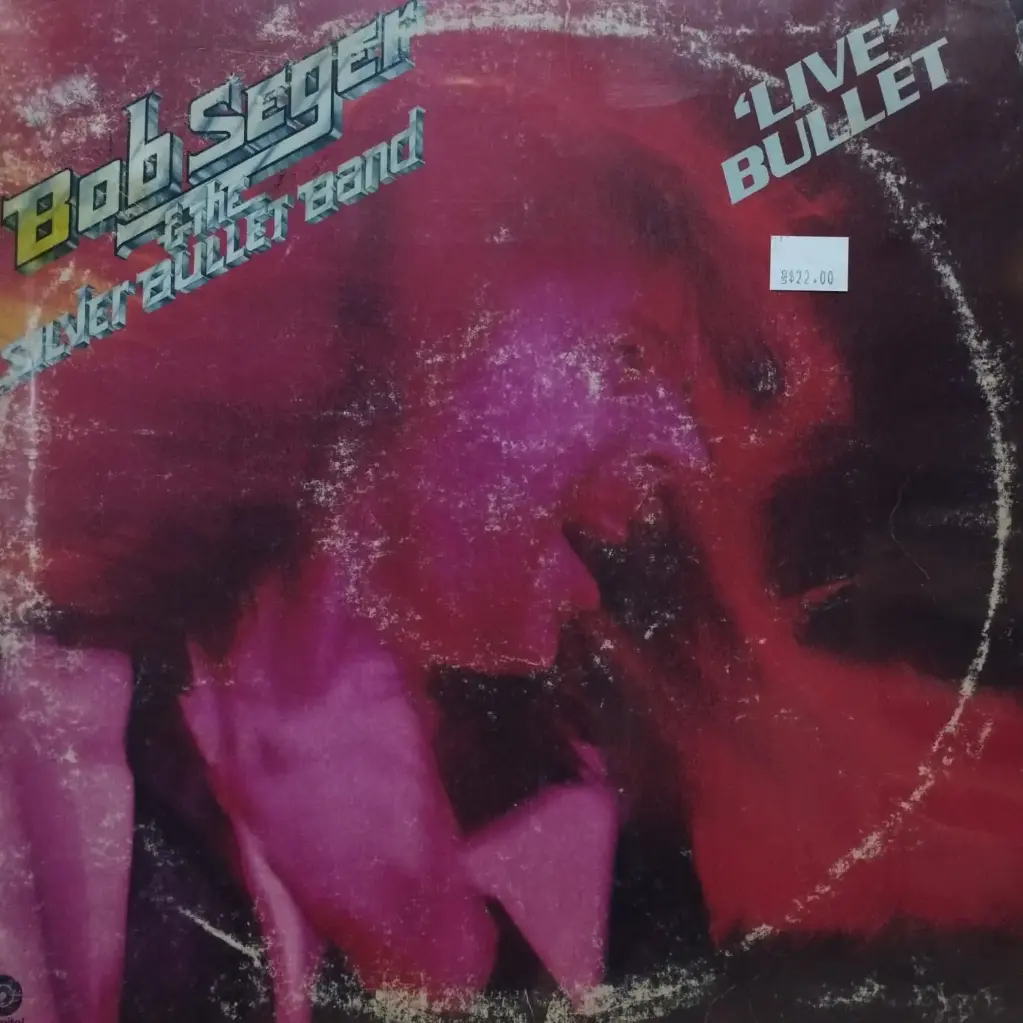 Bob Seger
& THE
SILVER BULLET BAND
'LIVE'
BULLET
$22.00